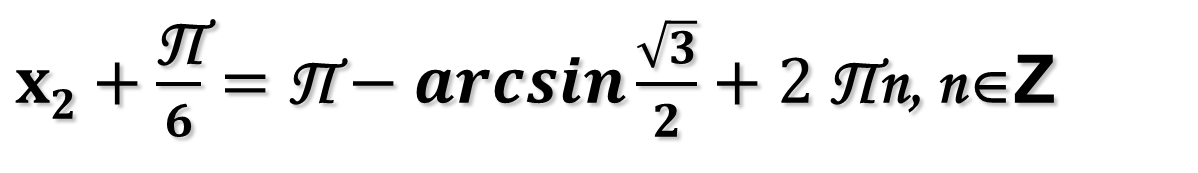 x₂ + π/6 = π − arcsin √3/2 + 2 πn, n∈Z